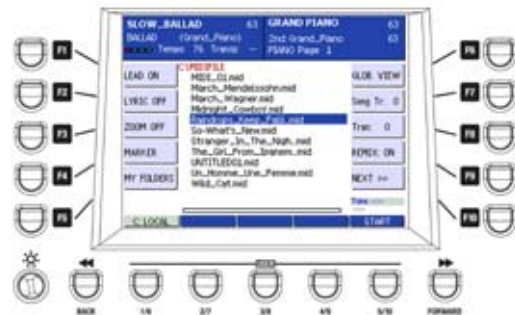 SLOW_BALLAD 63 GRAND PIANO 63
BALLAD (Grand_Piano) 2nd Grand_Piano 63
Tempo 76 Transp -- PIANO Page 1
F1
F2
F3
F4
F5
F6
F7
F8
F9
F10
LEAD ON
LYRIC OFF
ZOOM OFF
MARKER
MY FOLDERS
C:\MIDIFILE
MIDI_01.mid
March_Mendelssohn.mid
March_Wagner.mid
Midnight_Cowboy.mid
Raindrops_Keep_Falli.mid
So-What's_New.mid
Stranger_In_The_Nigh.mid
The_Girl_From_Ipanem.mid
UNTITLED01.mid
Un_Homme_Une_Femme.mid
Wild_Cat.mid
GLOB. VIEW
Song Tr: 0
Tran: 0
REMIX: ON
NEXT >>
C LOCAL
START
BACK
1/6
2/7
3/8
4/9
5/10
FORWARD